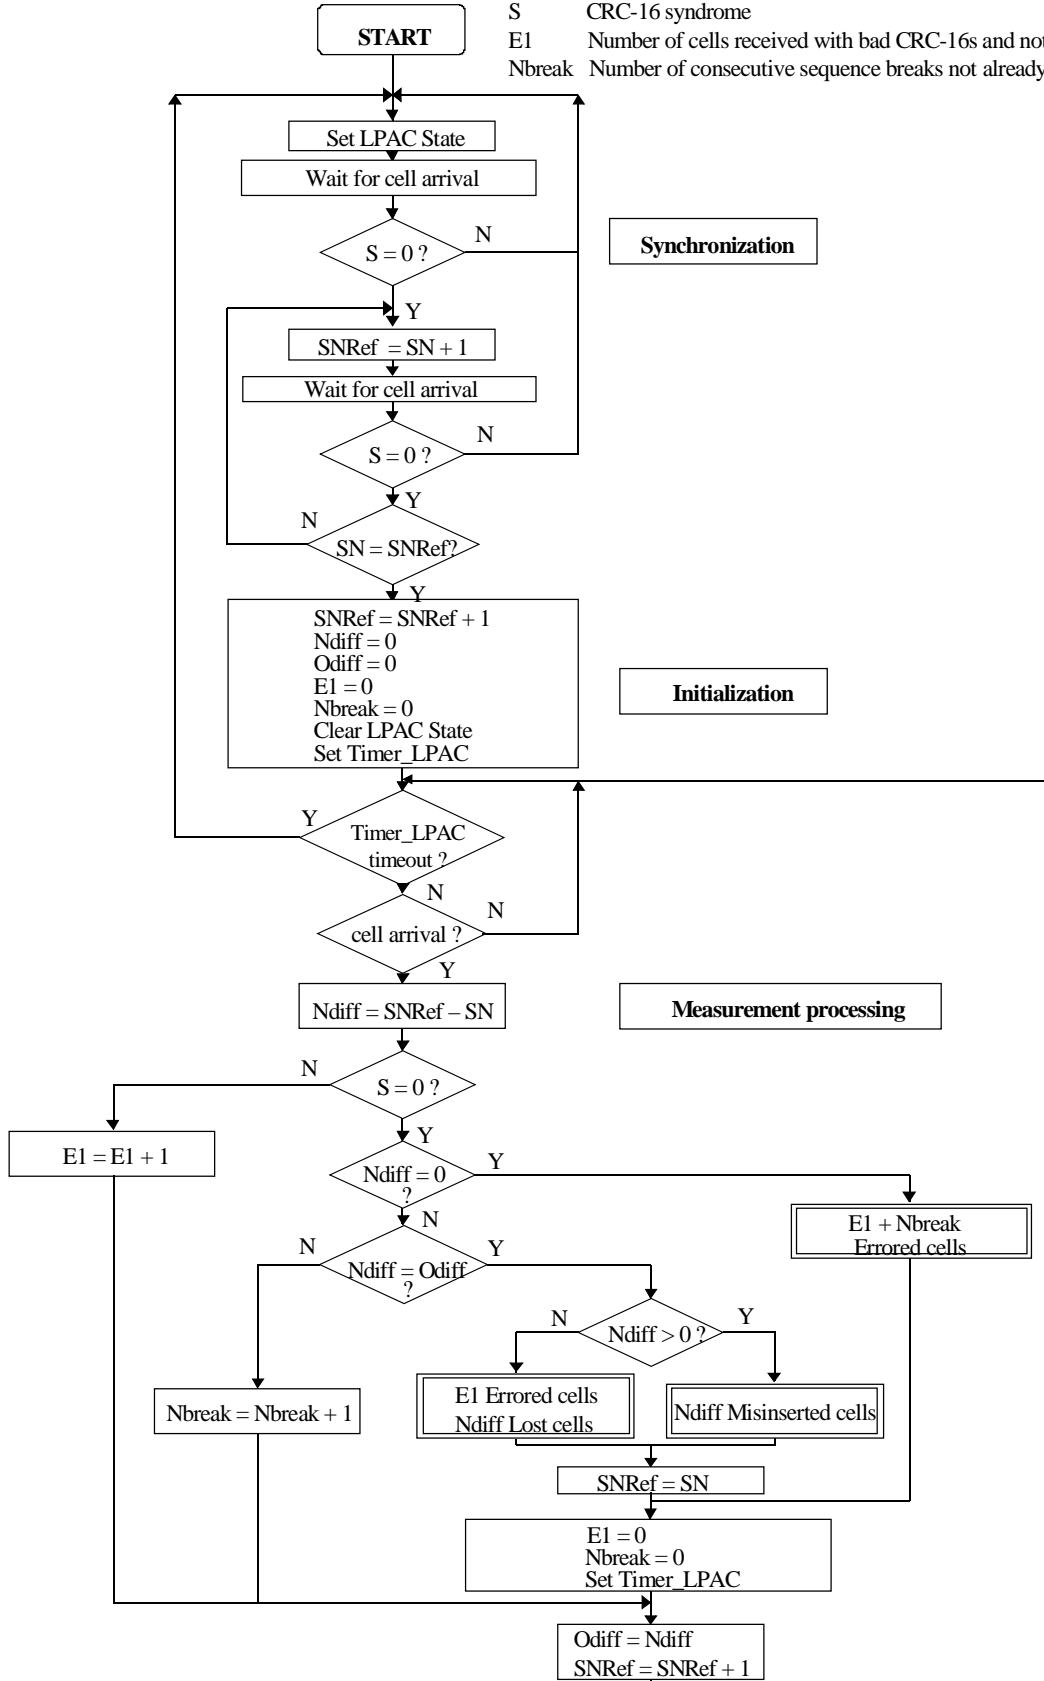 S CRC-16 syndrome
START
E1 Number of cells received with bad CRC-16s and not
Nbreak Number of consecutive sequence breaks not already
Set LPAC State
Wait for cell arrival
N
Synchronization
S = 0 ?
Y
SNRef = SN + 1
Wait for cell arrival
N
S = 0 ?
Y
N
SN = SNRef?
Y
SNRef = SNRef + 1
Ndiff = 0
Odiff = 0
E1 = 0
Initialization
Nbreak = 0
Clear LPAC State
Set Timer_LPAC
Y
Timer_LPAC
timeout ?
N
N
cell arrival ?
Y
Ndiff = SNRef – SN
Measurement processing
N
S = 0 ?
Y
E1 = E1 + 1
Y
Ndiff = 0
?
N
E1 + Nbreak
Errored cells
N
Y
Ndiff = Odiff
?
N
Y
Ndiff > 0 ?
E1 Errored cells
Ndiff Lost cells
Ndiff Misinserted cells
Nbreak = Nbreak + 1
SNRef = SN
E1 = 0
Nbreak = 0
Set Timer_LPAC
Odiff = Ndiff
SNRef = SNRef + 1